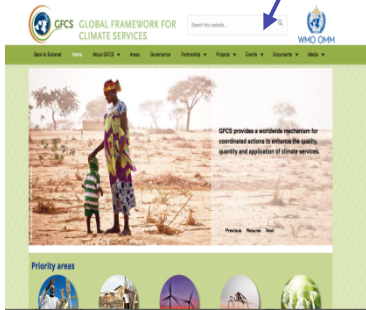 GFCS GLOBAL FRAMEWORK FOR
CLIMATE SERVICES
Search this website...
WMO OMM
Back to Extranet Home About GFCS Areas Governance Partnership Projects Events Documents Media
GFCS provides a worldwide mechanism for
coordinated actions to enhance the quality,
quantity and application of climate services.
Previous Resume Next
Priority areas